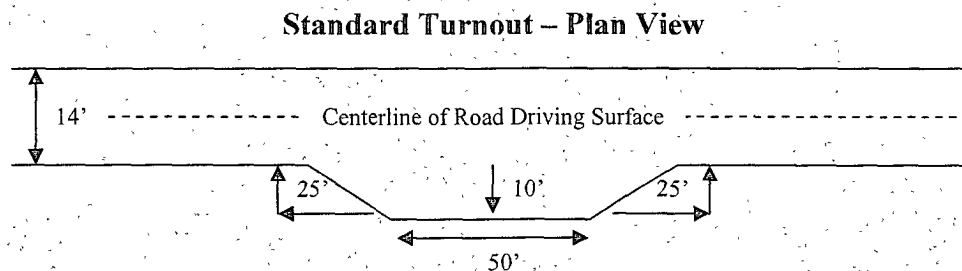 Standard Turnout – Plan View
14'
Centerline of Road Driving Surface
25'
10'
25'
50'